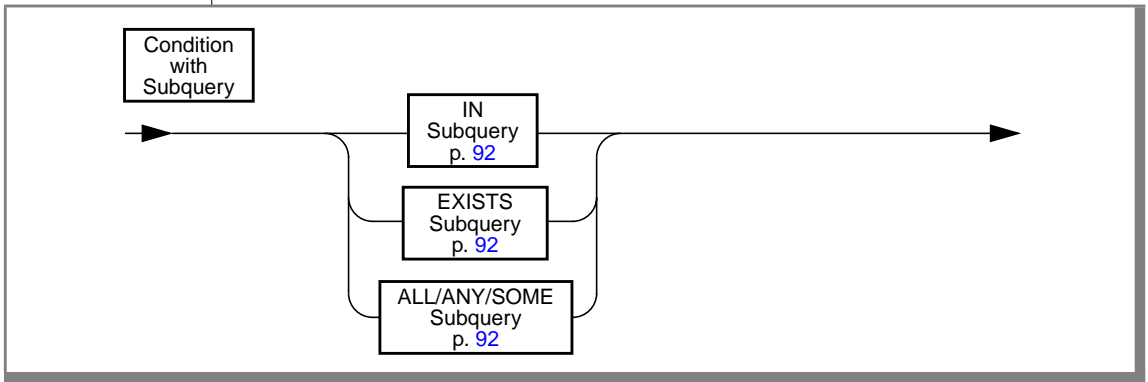 Condition
with
Subquery
IN
Subquery
p. 92
EXISTS
Subquery
p. 92
ALL/ANY/SOME
Subquery
p. 92